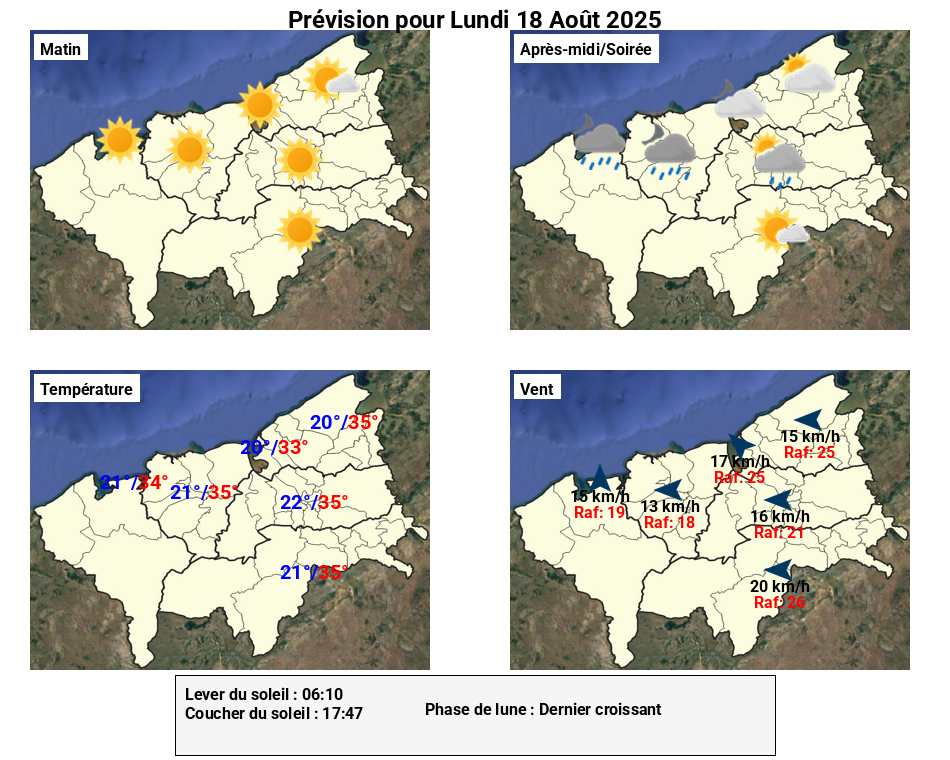 Prévision pour Lundi 18 Août 2025
Matin
Après-midi/Soirée
Température
20°/35°
20°/33°
21°/34°
21°/35°
22°/35°
21°/35°
Vent
15 km/h
Raf: 25
17 km/h
Raf: 25
15 km/h
Raf: 19
13 km/h
Raf: 18
16 km/h
Raf: 21
20 km/h
Raf: 26
Lever du soleil : 06:10
Coucher du soleil : 17:47
Phase de lune : Dernier croissant